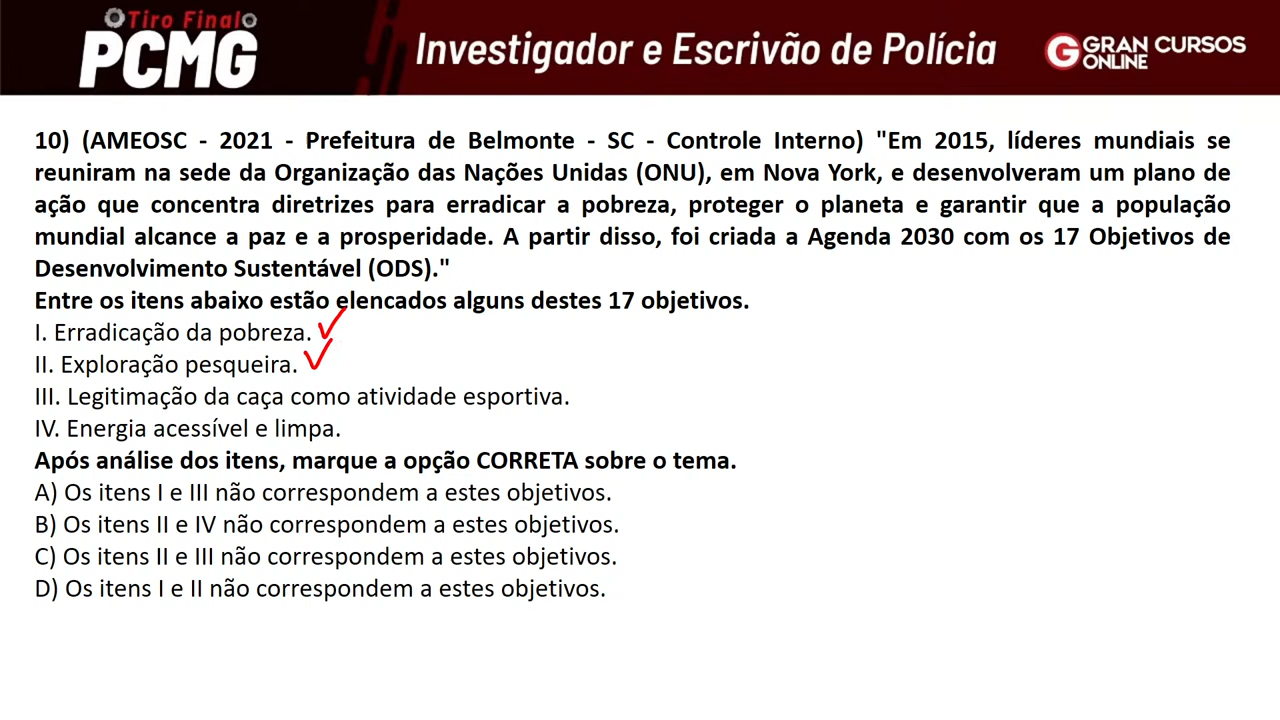 Tiro Final
PCMG
Investigador e Escrivão de Polícia
GRAN CURSOS
ONLINE
10) (AMEOSC - 2021 - Prefeitura de Belmonte - SC - Controle Interno) "Em 2015, líderes mundiais se
reuniram na sede da Organização das Nações Unidas (ONU), em Nova York, e desenvolveram um plano de
ação que concentra diretrizes para erradicar a pobreza, proteger o planeta e garantir que a população
mundial alcance a paz e a prosperidade. A partir disso, foi criada a Agenda 2030 com os 17 Objetivos de
Desenvolvimento Sustentável (ODS)."
Entre os itens abaixo estão elencados alguns destes 17 objetivos.
I. Erradicação da pobreza.
II. Exploração pesqueira.
III. Legitimação da caça como atividade esportiva.
IV. Energia acessível e limpa.
Após análise dos itens, marque a opção CORRETA sobre o tema.
A) Os itens I e III não correspondem a estes objetivos.
B) Os itens II e IV não correspondem a estes objetivos.
C) Os itens II e III não correspondem a estes objetivos.
D) Os itens I e II não correspondem a estes objetivos.